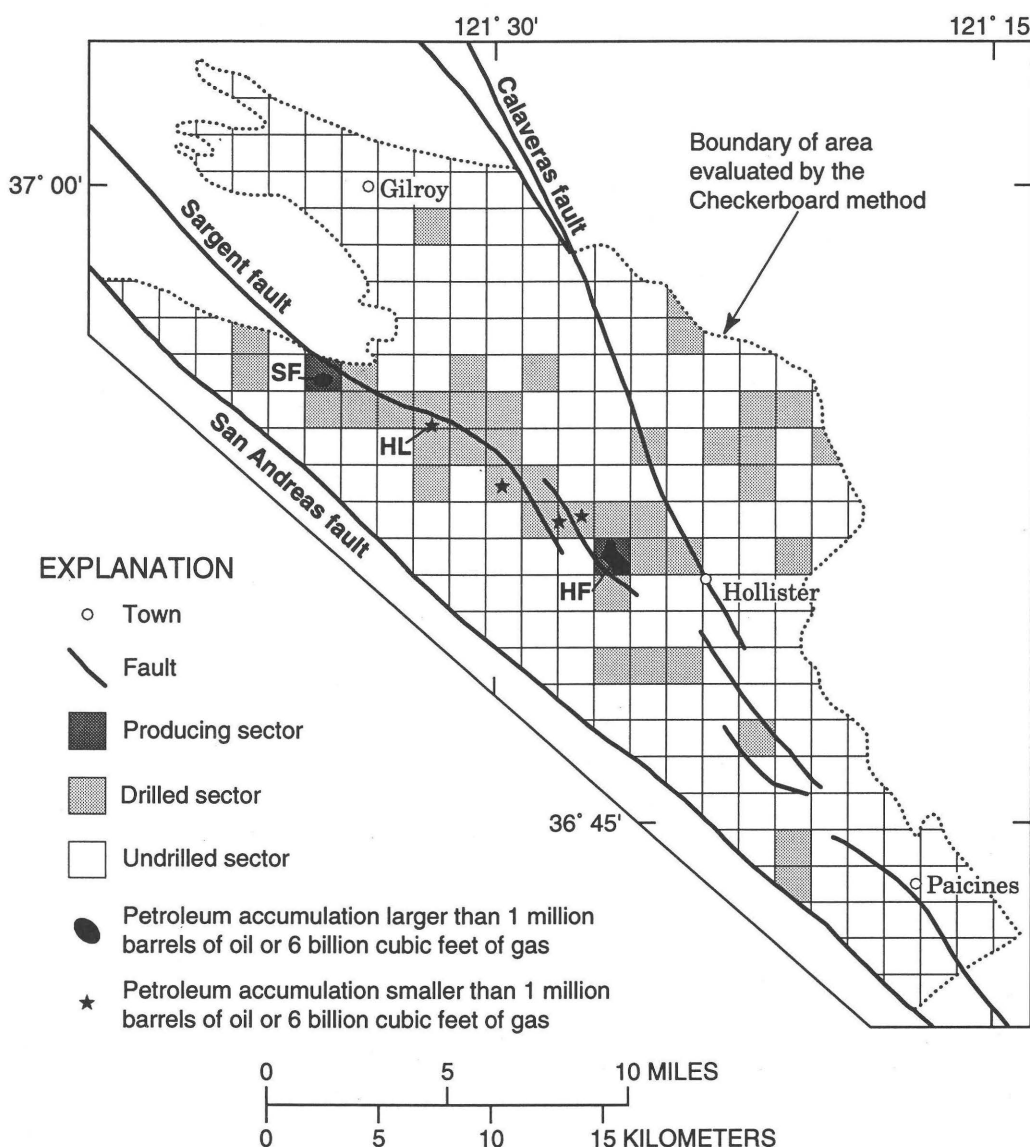 121° 30'
121° 15'
Calaveras fault
Boundary of area
evaluated by the
Checkerboard method
37° 00'
Gilroy
Sargent fault
SF
HL
San Andreas fault
HF
Hollister
EXPLANATION
Town
Fault
Producing sector
Drilled sector
36° 45'
Undrilled sector
Paicines
Petroleum accumulation larger than 1 million
barrels of oil or 6 billion cubic feet of gas
Petroleum accumulation smaller than 1 million
barrels of oil or 6 billion cubic feet of gas
0 5 10 MILES
0 5 10 15 KILOMETERS